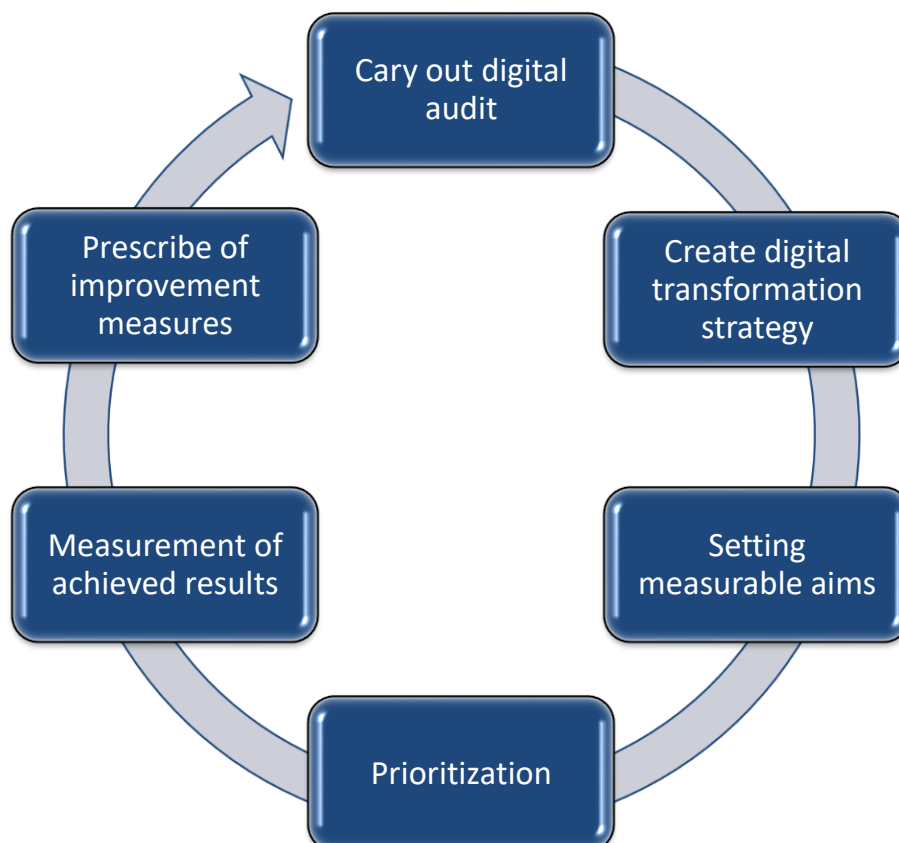 Cary out digital
audit
Create digital
transformation
strategy
Setting
measurable aims
Prioritization
Measurement of
achieved results
Prescribe of
improvement
measures